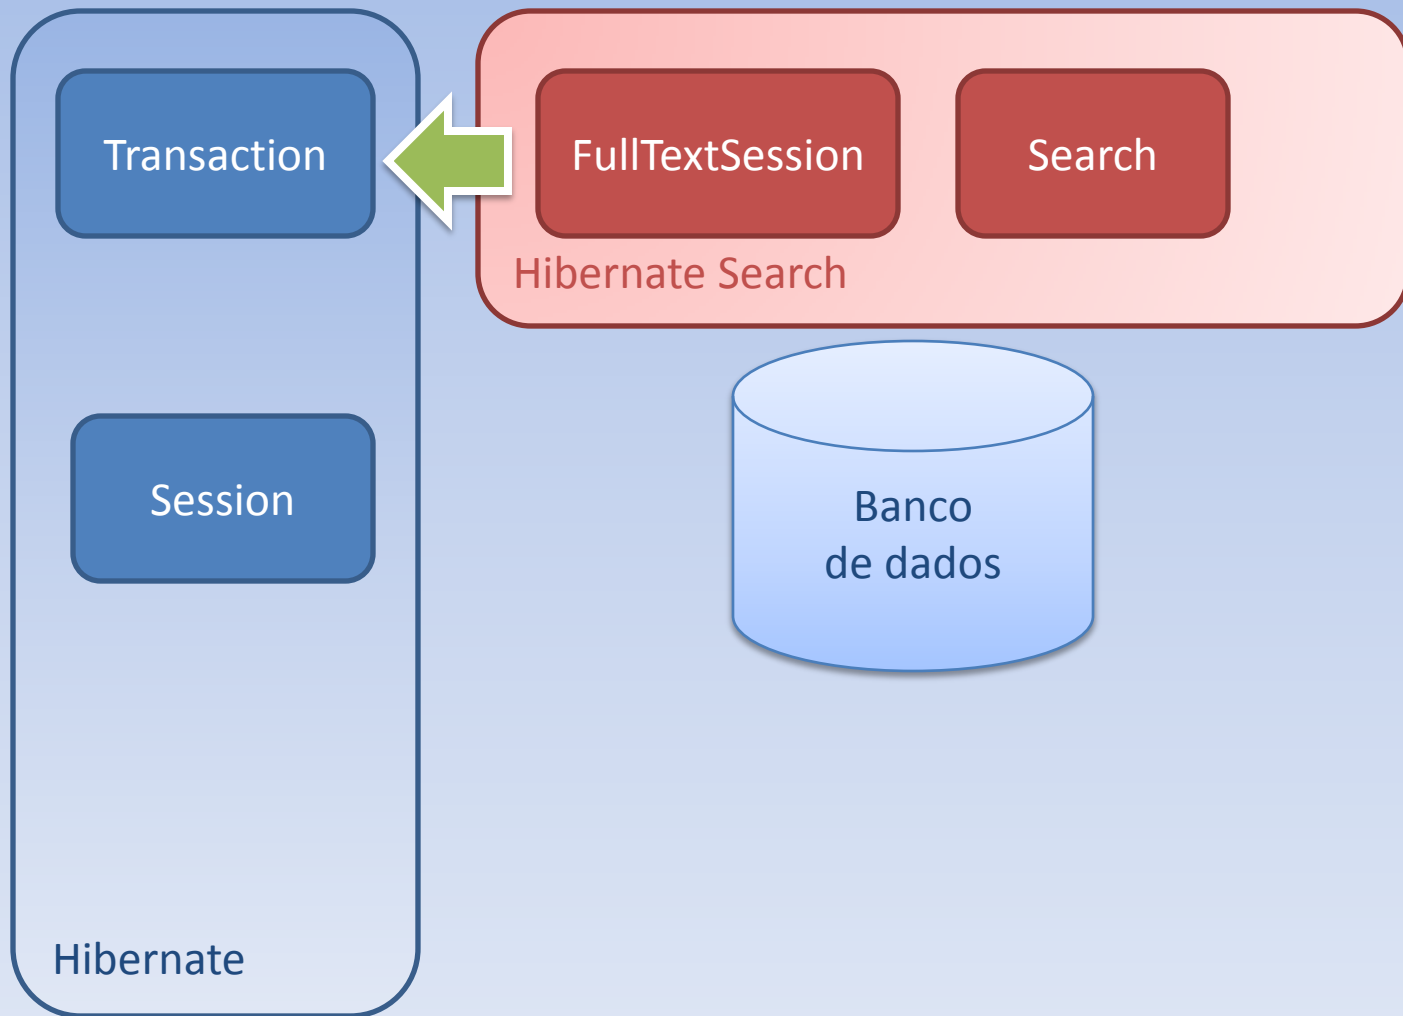 Transaction
FullTextSession
Search
Hibernate Search
Session
Banco
de dados
Hibernate